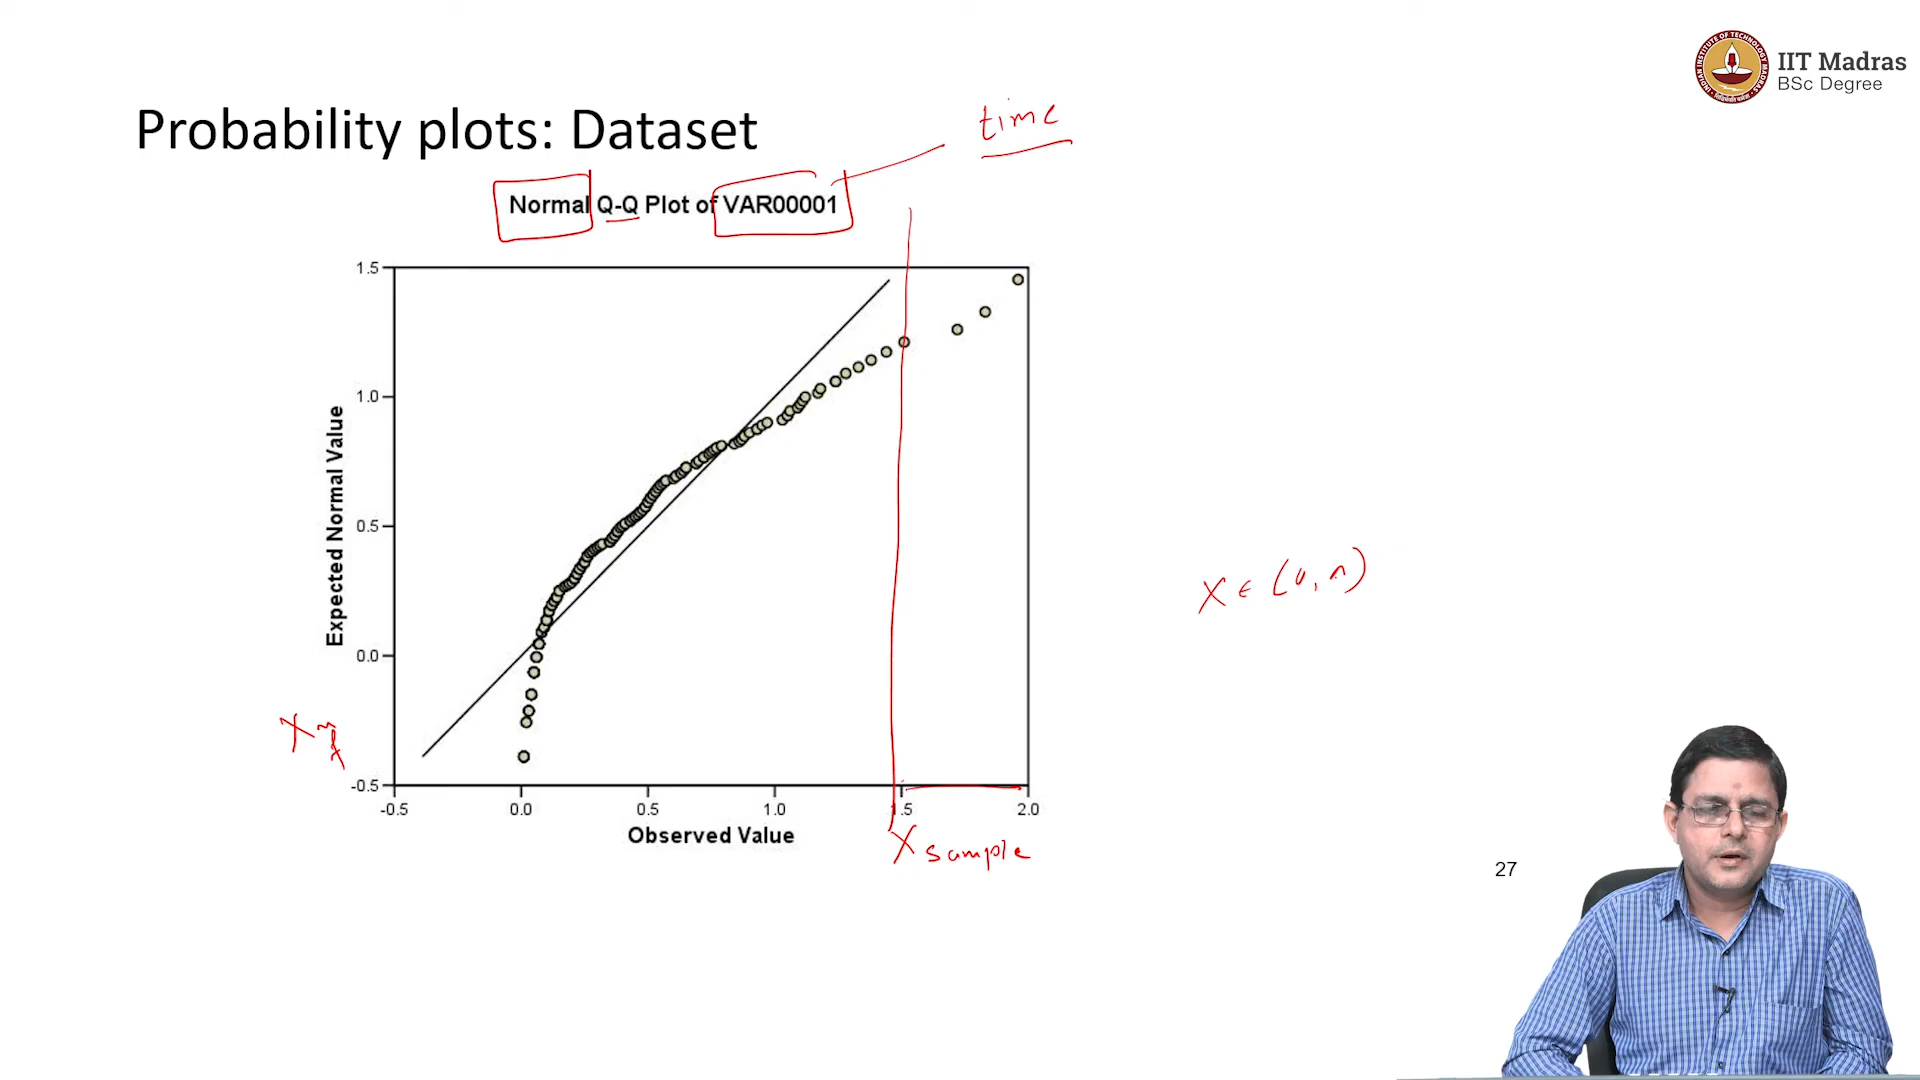 IIT Madras
BSc Degree
Probability plots: Dataset
time
Normal Q-Q Plot of VAR00001
1.5
1.0
0.5
0.0
-0.5
Expected Normal Value
-0.5 0.0 0.5 1.0 1.5 2.0
Observed Value
X sample
X ∈ (0, n)
27